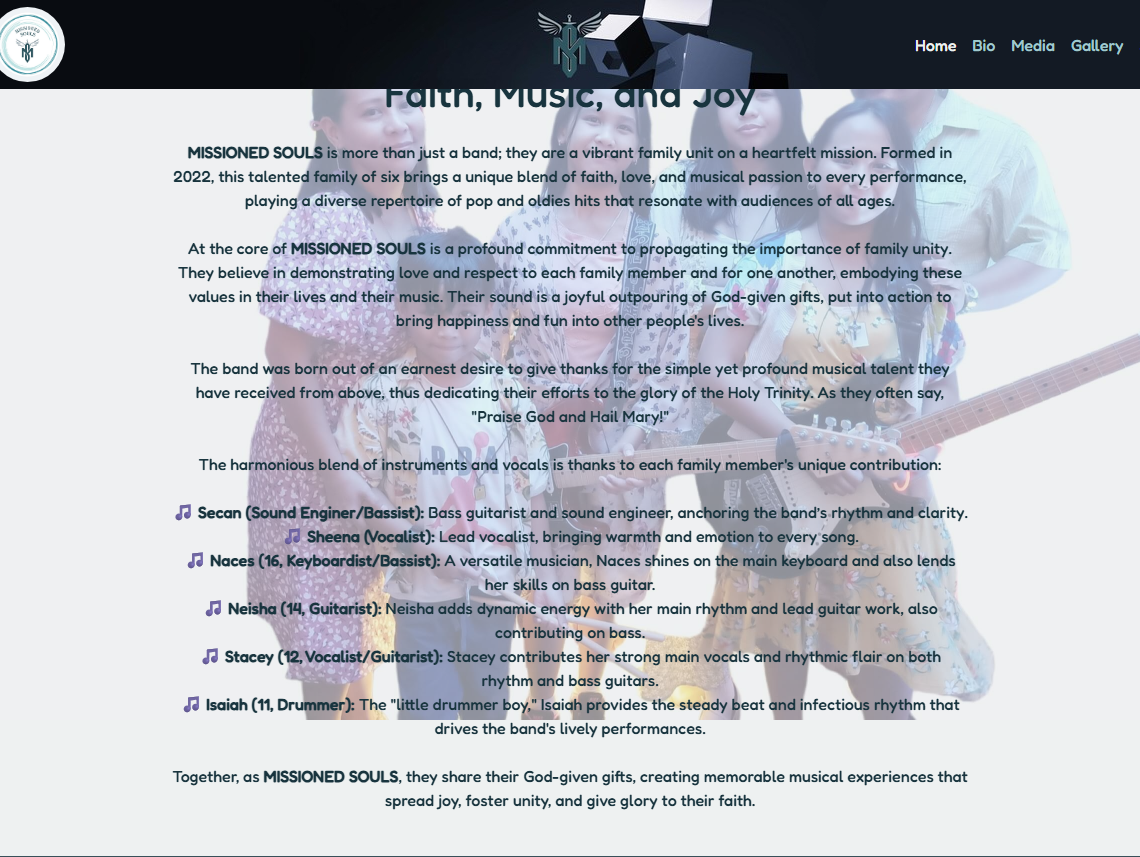 MISSIONED SOULS
MS
Home Bio Media Gallery
Faith, Music, and Joy
MISSIONED SOULS is more than just a band; they are a vibrant family unit on a heartfelt mission. Formed in
2022, this talented family of six brings a unique blend of faith, love, and musical passion to every performance,
playing a diverse repertoire of pop and oldies hits that resonate with audiences of all ages.
At the core of MISSIONED SOULS is a profound commitment to propagating the importance of family unity.
They believe in demonstrating love and respect to each family member and for one another, embodying these
values in their lives and their music. Their sound is a joyful outpouring of God-given gifts, put into action to
bring happiness and fun into other people's lives.
The band was born out of an earnest desire to give thanks for the simple yet profound musical talent they
have received from above, thus dedicating their efforts to the glory of the Holy Trinity. As they often say,
"Praise God and Hail Mary!"
The harmonious blend of instruments and vocals is thanks to each family member's unique contribution:
🎵 Secan (Sound Enginer/Bassist): Bass guitarist and sound engineer, anchoring the band's rhythm and clarity.
🎵 Sheena (Vocalist): Lead vocalist, bringing warmth and emotion to every song.
🎵 Naces (16, Keyboardist/Bassist): A versatile musician, Naces shines on the main keyboard and also lends
her skills on bass guitar.
🎵 Neisha (14, Guitarist): Neisha adds dynamic energy with her main rhythm and lead guitar work, also
contributing on bass.
🎵 Stacey (12, Vocalist/Guitarist): Stacey contributes her strong main vocals and rhythmic flair on both
rhythm and bass guitars.
🎵 Isaiah (11, Drummer): The "little drummer boy," Isaiah provides the steady beat and infectious rhythm that
drives the band's lively performances.
Together, as MISSIONED SOULS, they share their God-given gifts, creating memorable musical experiences that
spread joy, foster unity, and give glory to their faith.